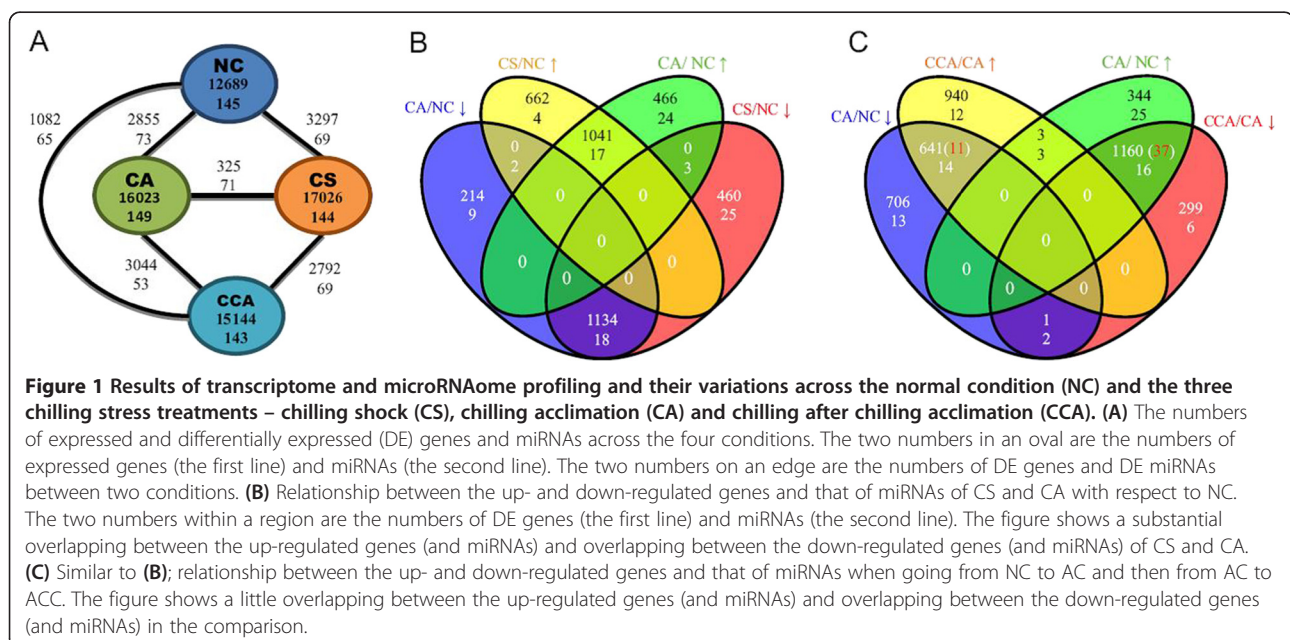 A
NC
12689
145
1082
65
2855
73
3297
69
CA
16023
149
325
71
CS
17026
144
3044
53
2792
69
CCA
15144
143
B
CS/NC ↑
CA/ NC ↑
CA/NC ↓
CS/NC ↓
662
4
466
24
1041
17
0
2
0
3
214
9
460
25
0
0
0
0
0
0
0
1134
18
C
CCA/CA ↑
CA/ NC ↑
CA/NC ↓
CCA/CA ↓
940
12
344
25
3
3
641(11)
14
1160 (37)
16
706
13
299
6
0
0
0
0
0
0
0
1
2
Figure 1 Results of transcriptome and microRNAome profiling and their variations across the normal condition (NC) and the three
chilling stress treatments – chilling shock (CS), chilling acclimation (CA) and chilling after chilling acclimation (CCA). (A) The numbers
of expressed and differentially expressed (DE) genes and miRNAs across the four conditions. The two numbers in an oval are the numbers of
expressed genes (the first line) and miRNAs (the second line). The two numbers on an edge are the numbers of DE genes and DE miRNAs
between two conditions. (B) Relationship between the up- and down-regulated genes and that of miRNAs of CS and CA with respect to NC.
The two numbers within a region are the numbers of DE genes (the first line) and miRNAs (the second line). The figure shows a substantial
overlapping between the up-regulated genes (and miRNAs) and overlapping between the down-regulated genes (and miRNAs) of CS and CA.
(C) Similar to (B); relationship between the up- and down-regulated genes and that of miRNAs when going from NC to AC and then from AC to
ACC. The figure shows a little overlapping between the up-regulated genes (and miRNAs) and overlapping between the down-regulated genes
(and miRNAs) in the comparison.